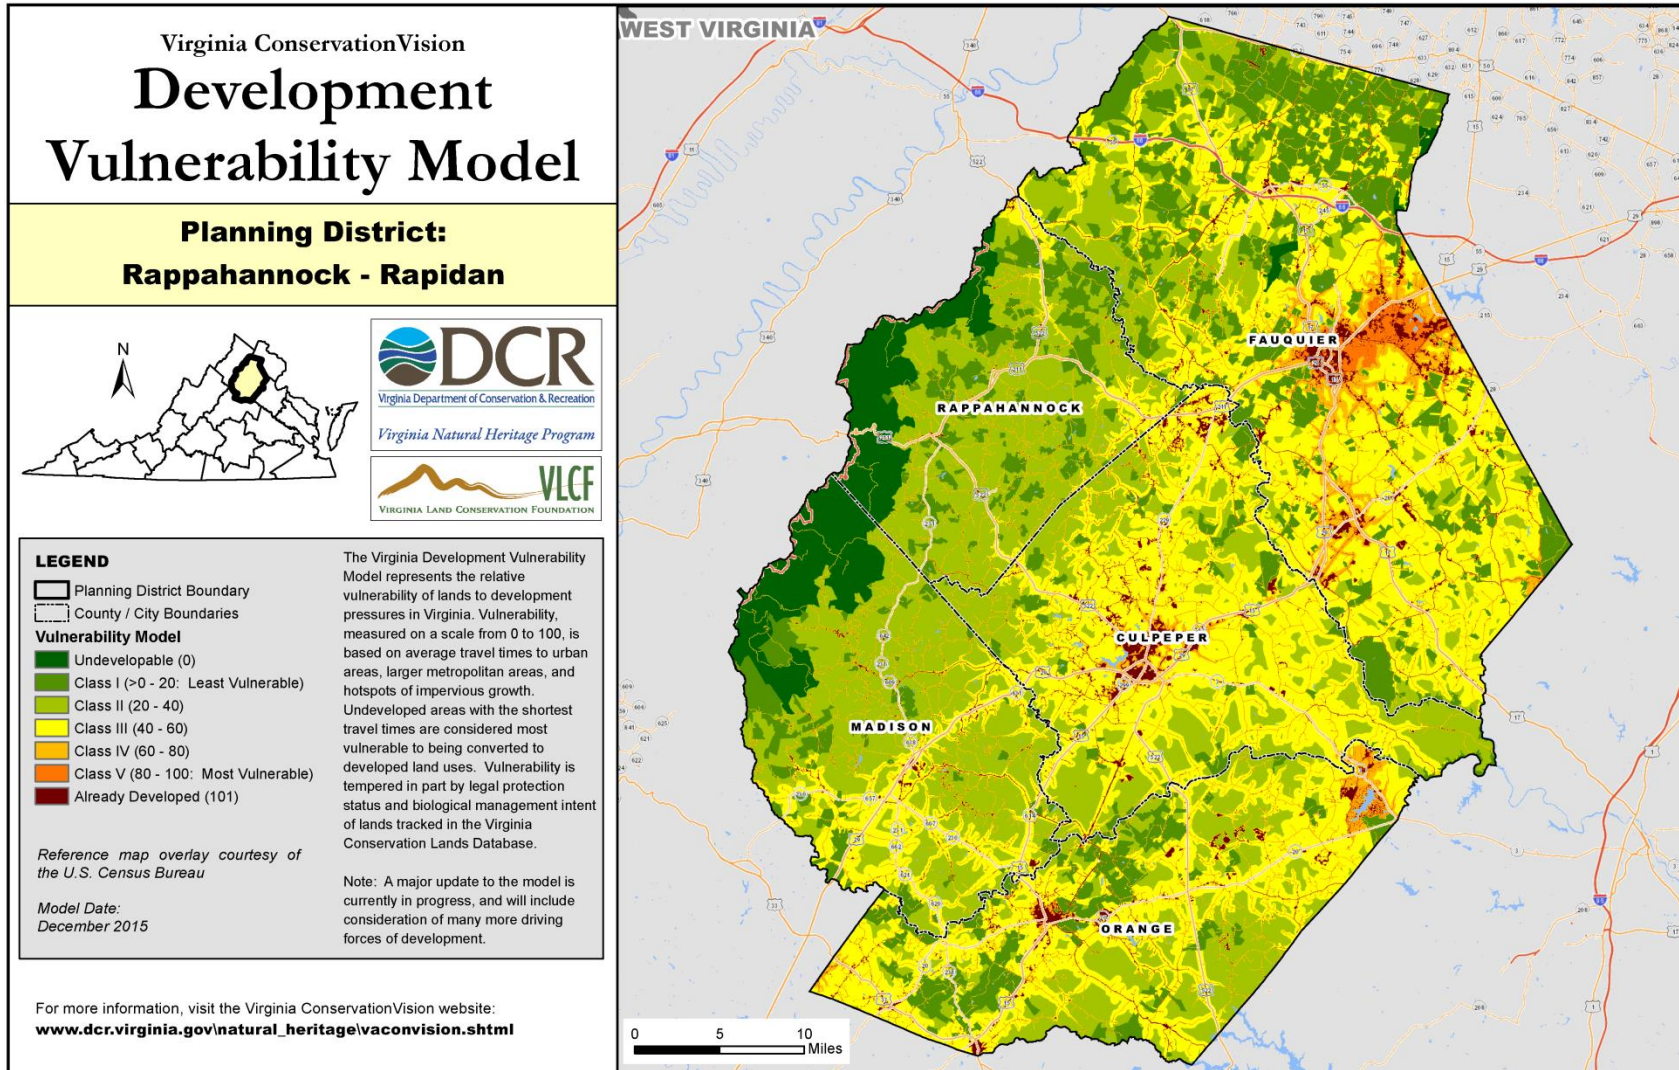 Virginia ConservationVision
Development
Vulnerability Model
Planning District:
Rappahannock - Rapidan
N
DCR
Virginia Department of Conservation & Recreation
Virginia Natural Heritage Program
VLCF
VIRGINIA LAND CONSERVATION FOUNDATION
LEGEND
Planning District Boundary
County / City Boundaries
Vulnerability Model
Undevelopable (0)
Class I (>0 - 20: Least Vulnerable)
Class II (20 - 40)
Class III (40 - 60)
Class IV (60 - 80)
Class V (80 - 100: Most Vulnerable)
Already Developed (101)
Reference map overlay courtesy of
the U.S. Census Bureau
Model Date:
December 2015
The Virginia Development Vulnerability
Model represents the relative
vulnerability of lands to development
pressures in Virginia. Vulnerability,
measured on a scale from 0 to 100, is
based on average travel times to urban
areas, larger metropolitan areas, and
hotspots of impervious growth.
Undeveloped areas with the shortest
travel times are considered most
vulnerable to being converted to
developed land uses. Vulnerability is
tempered in part by legal protection
status and biological management intent
of lands tracked in the Virginia
Conservation Lands Database.
Note: A major update to the model is
currently in progress, and will include
consideration of many more driving
forces of development.
For more information, visit the Virginia ConservationVision website:
www.dcr.virginia.gov\natural_heritage\vaconvision.shtml
WEST VIRGINIA
FAUQUIER
RAPPAHANNOCK
CULPEPER
MADISON
ORANGE
0 5 10
Miles